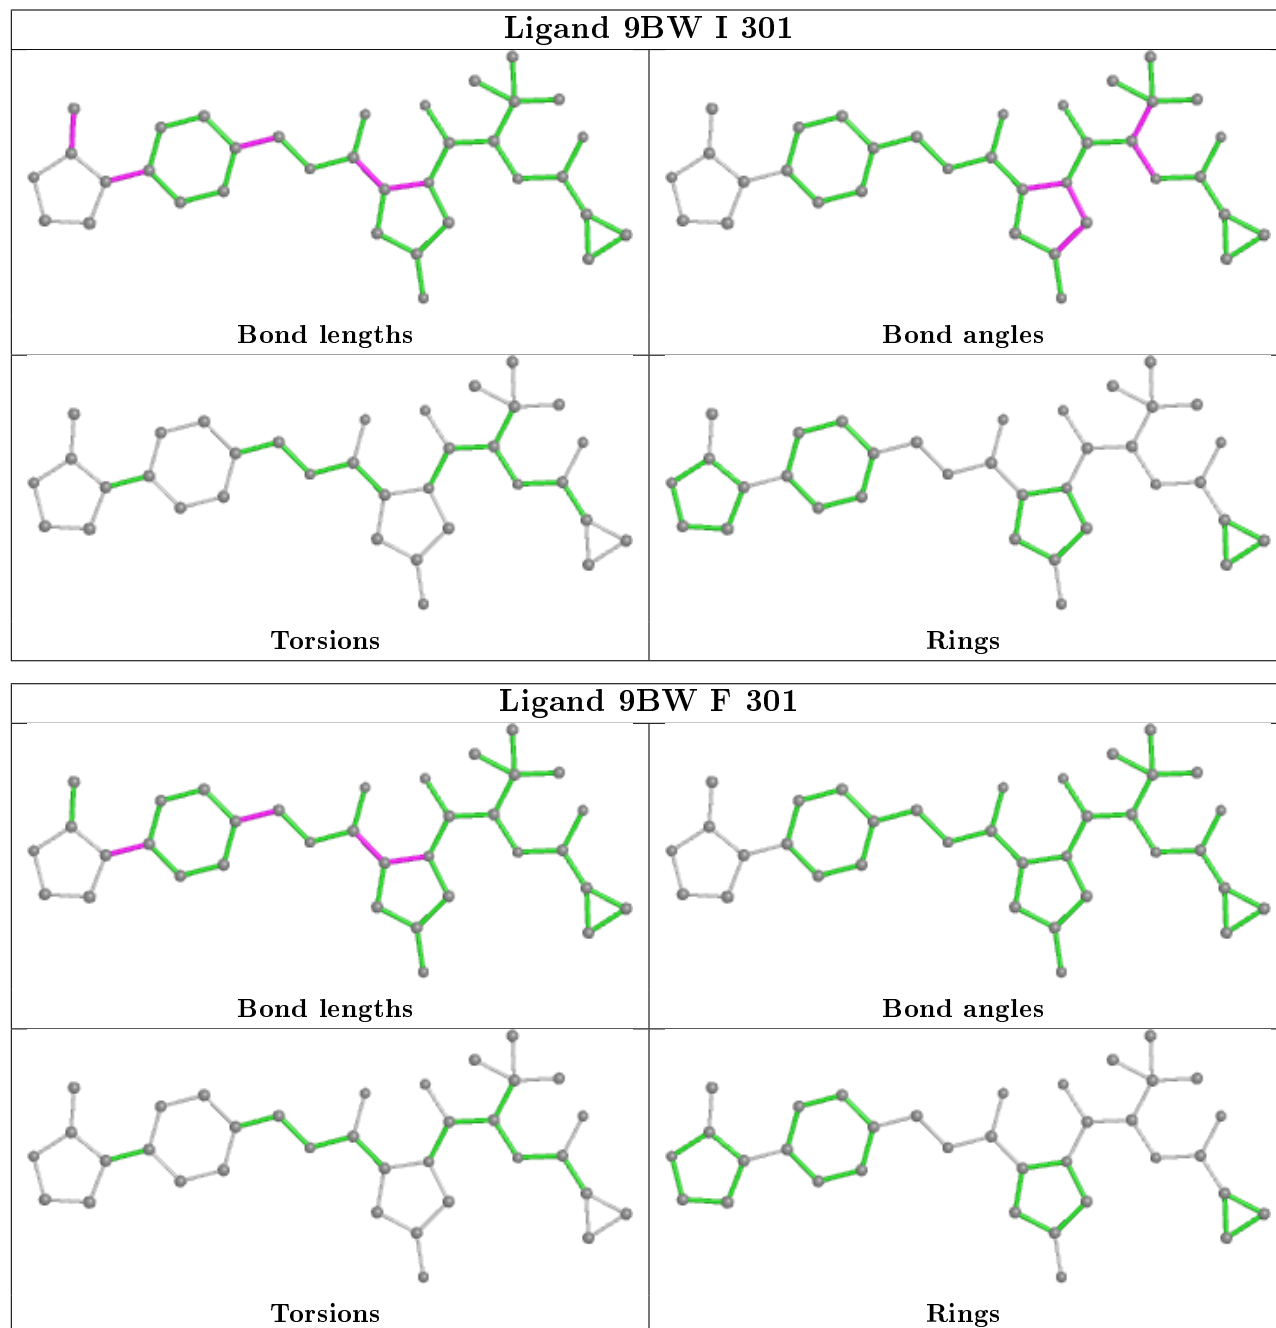 Ligand 9BW I 301
Bond lengths
Bond angles
Torsions
Rings
Ligand 9BW F 301
Bond lengths
Bond angles
Torsions
Rings